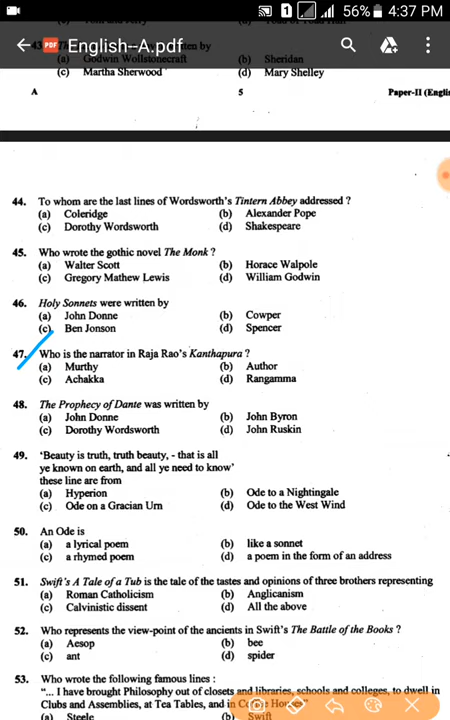 56% 4:37 PM
English--A.pdf
PDF
(a) Godwin Wollstonecraft (b) Sheridan
(c) Martha Sherwood (d) Mary Shelley
A 5 Paper-II (Engli
44. To whom are the last lines of Wordsworth's Tintern Abbey addressed ?
(a) Coleridge (b) Alexander Pope
(c) Dorothy Wordsworth (d) Shakespeare
45. Who wrote the gothic novel The Monk ?
(a) Walter Scott (b) Horace Walpole
(c) Gregory Mathew Lewis (d) William Godwin
46. Holy Sonnets were written by
(a) John Donne (b) Cowper
(c) Ben Jonson (d) Spencer
47. Who is the narrator in Raja Rao's Kanthapura ?
(a) Murthy (b) Author
(c) Achakka (d) Rangamma
48. The Prophecy of Dante was written by
(a) John Donne (b) John Byron
(c) Dorothy Wordsworth (d) John Ruskin
49. 'Beauty is truth, truth beauty, - that is all
ye known on earth, and all ye need to know'
these line are from
(a) Hyperion (b) Ode to a Nightingale
(c) Ode on a Gracian Urn (d) Ode to the West Wind
50. An Ode is
(a) a lyrical poem (b) like a sonnet
(c) a rhymed poem (d) a poem in the form of an address
51. Swift's A Tale of a Tub is the tale of the tastes and opinions of three brothers representing
(a) Roman Catholicism (b) Anglicanism
(c) Calvinistic dissent (d) All the above
52. Who represents the view-point of the ancients in Swift's The Battle of the Books ?
(a) Aesop (b) bee
(c) ant (d) spider
53. Who wrote the following famous lines :
"... I have brought Philosophy out of closets and libraries, schools and colleges, to dwell in
Clubs and Assemblies, at Tea Tables, and in
(a) Steele (b) Swift